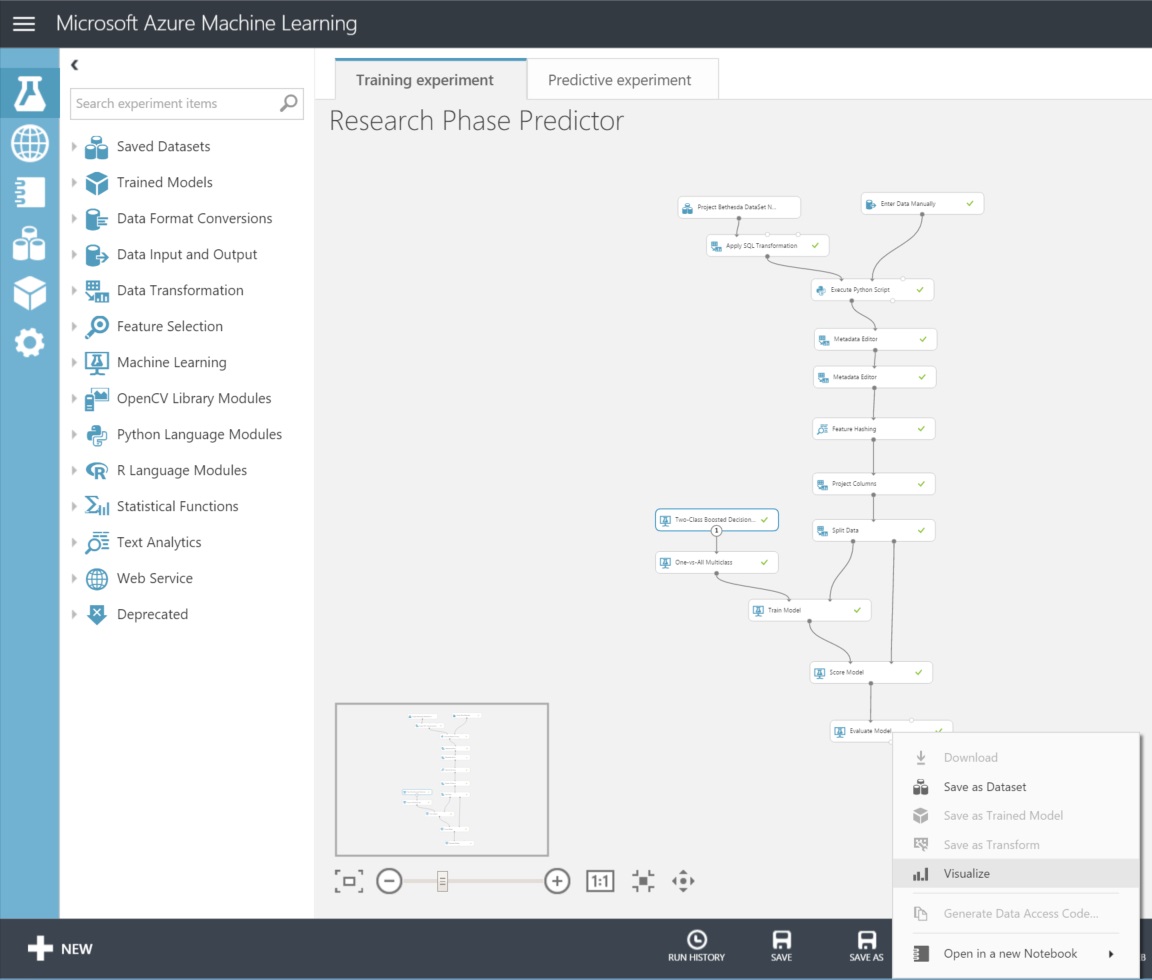 Microsoft Azure Machine Learning
Training experiment
Predictive experiment
Search experiment items
Saved Datasets
Trained Models
Data Format Conversions
Data Input and Output
Data Transformation
Feature Selection
Machine Learning
OpenCV Library Modules
Python Language Modules
R Language Modules
Statistical Functions
Text Analytics
Web Service
Deprecated
Research Phase Predictor
Project Bethesda DataSet N...
Enter Data Manually
Apply SQL Transformation
Execute Python Script
Metadata Editor
Metadata Editor
Feature Hashing
Project Columns
Two-Class Boosted Decision...
1
Split Data
One-vs-All Multiclass
Train Model
Score Model
Evaluate Model
Download
Save as Dataset
Save as Trained Model
Save as Transform
Visualize
Generate Data Access Code...
Open in a new Notebook
1:1
NEW
RUN HISTORY
SAVE
SAVE AS